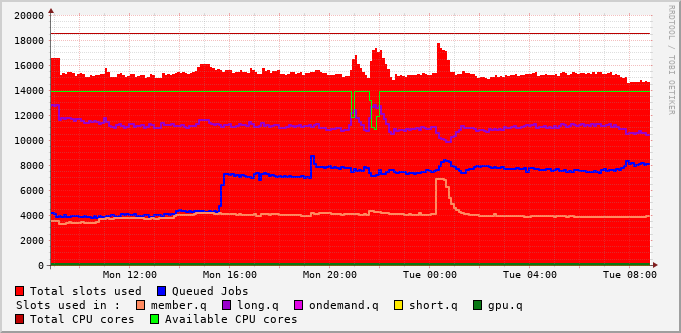 20000
18000
16000
14000
12000
10000
8000
6000
4000
2000
0
Mon 12:00 Mon 16:00 Mon 20:00 Tue 00:00 Tue 04:00 Tue 08:00
RRDTOOL / TOBI OETIKER
Total slots used Queued Jobs
Slots used in : member.q long.q ondemand.q short.q gpu.q
Total CPU cores Available CPU cores